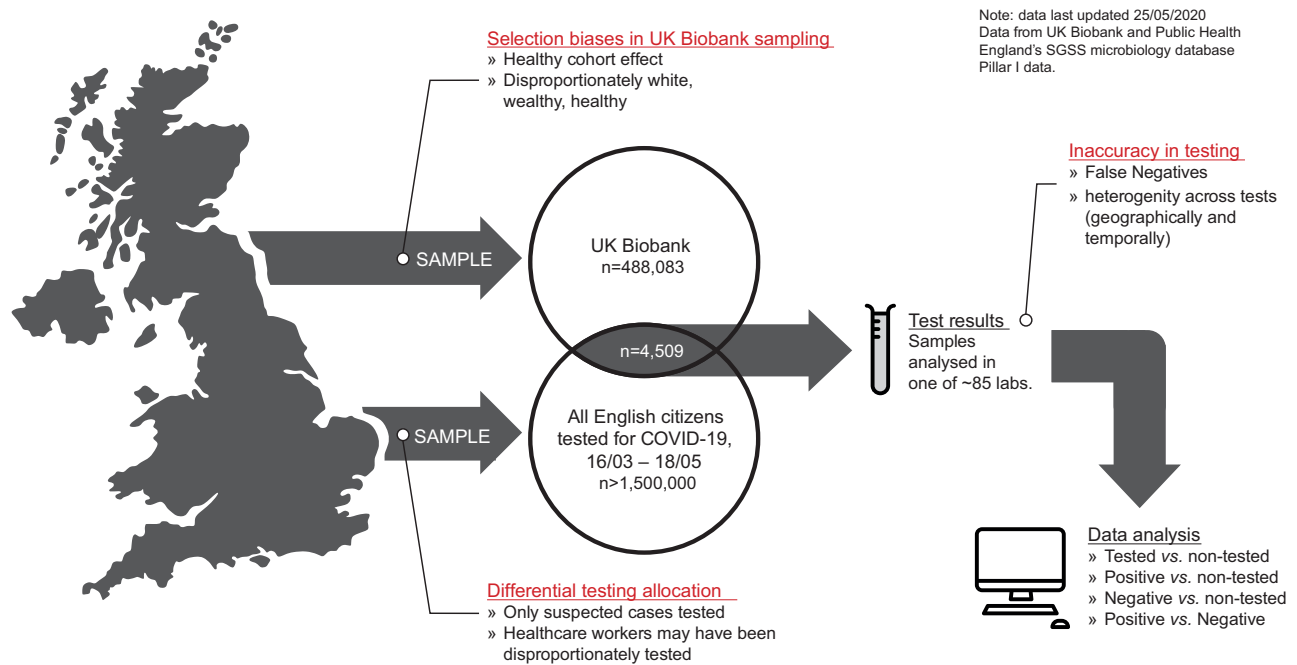 Note: data last updated 25/05/2020
Data from UK Biobank and Public Health
England's SGSS microbiology database
Pillar I data.
Selection biases in UK Biobank sampling
» Healthy cohort effect
» Disproportionately white,
wealthy, healthy
SAMPLE
UK Biobank
n=488,083
n=4,509
SAMPLE
All English citizens
tested for COVID-19,
16/03 – 18/05
n>1,500,000
Differential testing allocation
» Only suspected cases tested
» Healthcare workers may have been
disproportionately tested
Inaccuracy in testing
» False Negatives
» heterogenity across tests
(geographically and
temporally)
Test results
Samples
analysed in
one of ~85 labs.
Data analysis
» Tested vs. non-tested
» Positive vs. non-tested
» Negative vs. non-tested
» Positive vs. Negative